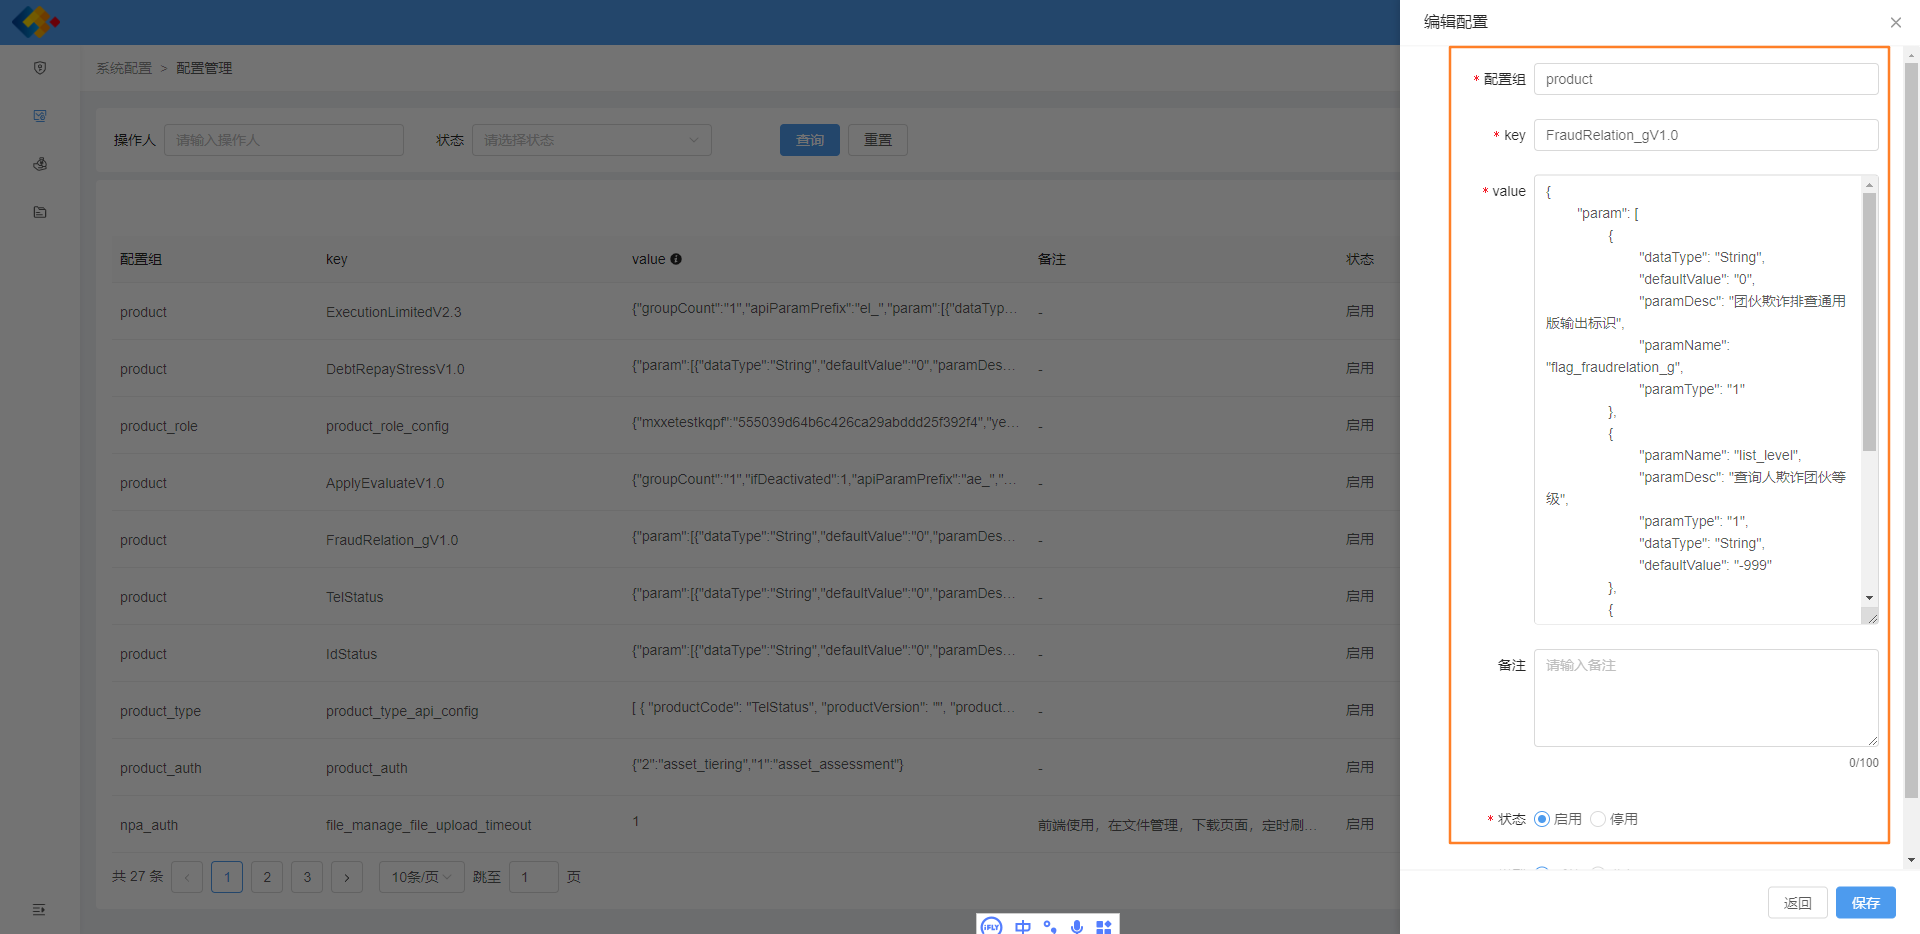 编辑配置
系统配置 > 配置管理
操作人 请输入操作人 状态 请选择状态 查询 重置
配置组 key value 备注 状态
product ExecutionLimitedV2.3 {"groupCount":"1","apiParamPrefix":"el_","param":[{"dataTyp... - 启用
product DebtRepayStressV1.0 {"param":[{"dataType":"String","defaultValue":"0","paramDes... - 启用
product_role product_role_config {"mxxetestkqpf":"555039d64b6c426ca29abddd25f392f4","ye... - 启用
product ApplyEvaluateV1.0 {"groupCount":"1","ifDeactivated":1,"apiParamPrefix":"ae_","... - 启用
product FraudRelation_gV1.0 {"param":[{"dataType":"String","defaultValue":"0","paramDes... - 启用
product TelStatus {"param":[{"dataType":"String","defaultValue":"0","paramDes... - 启用
product IdStatus {"param":[{"dataType":"String","defaultValue":"0","paramDes... - 启用
product_type product_type_api_config [ { "productCode": "TelStatus", "productVersion": "", "product... - 启用
product_auth product_auth {"2":"asset_tiering","1":"asset_assessment"} - 启用
npa_auth file_manage_file_upload_timeout 1 前端使用，在文件管理，下载页面，定时刷... 启用
共 27 条 < 1 2 3 > 10条/页 跳至 1 页
* 配置组 product
* key FraudRelation_gV1.0
* value {
"param": [
{
"dataType": "String",
"defaultValue": "0",
"paramDesc": "团伙欺诈排查通用
版输出标识",
"paramName":
"flag_fraudrelation_g",
"paramType": "1"
},
{
"paramName": "list_level",
"paramDesc": "查询人欺诈团伙等
级",
"paramType": "1",
"dataType": "String",
"defaultValue": "-999"
},
{
备注 请输入备注
0/100
* 状态 启用 停用
返回 保存
iFLY 中